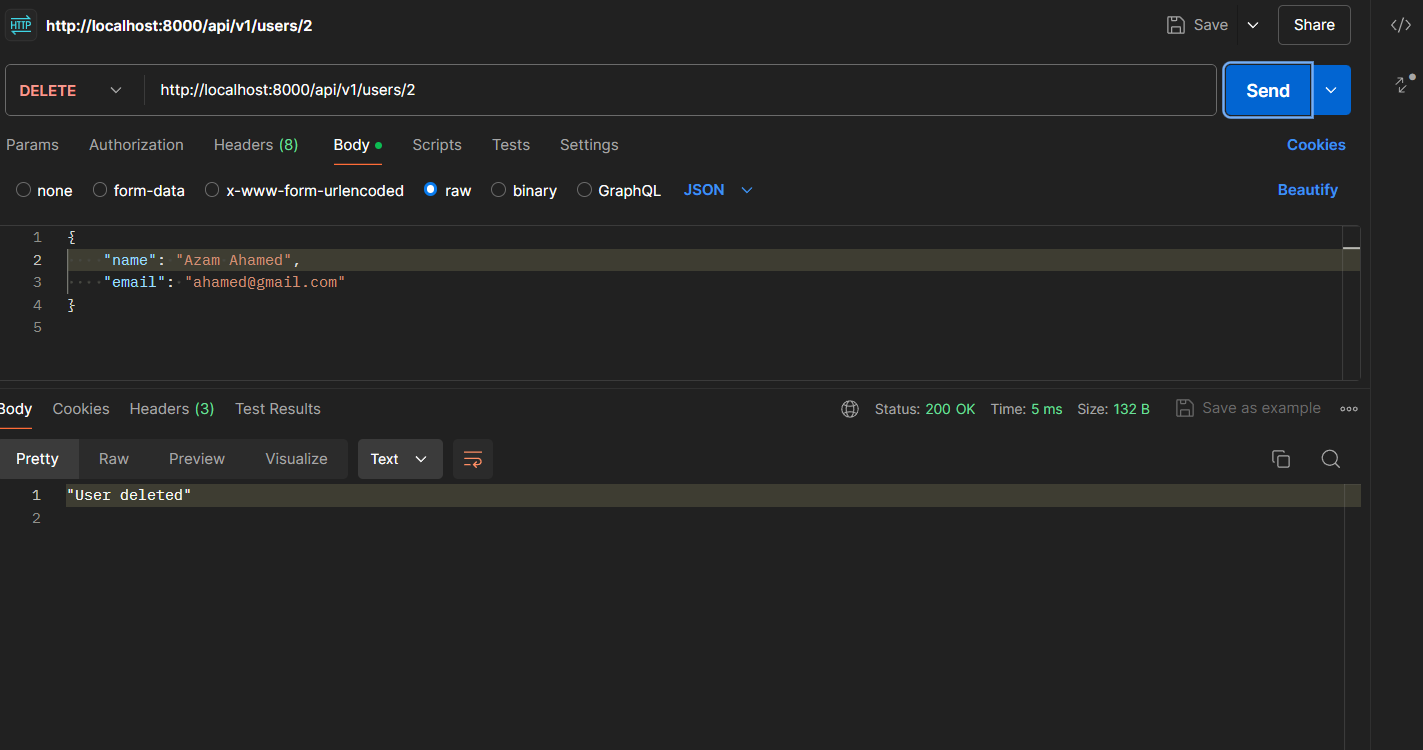 HTTP http://localhost:8000/api/v1/users/2 Save Share </>
DELETE http://localhost:8000/api/v1/users/2 Send
Params Authorization Headers (8) Body Scripts Tests Settings Cookies
none form-data x-www-form-urlencoded raw binary GraphQL JSON Beautify
1 {
2 "name": "Azam Ahamed",
3 "email": "ahamed@gmail.com"
4 }
5
Body Cookies Headers (3) Test Results Status: 200 OK Time: 5 ms Size: 132 B Save as example
Pretty Raw Preview Visualize Text
1 "User deleted"
2